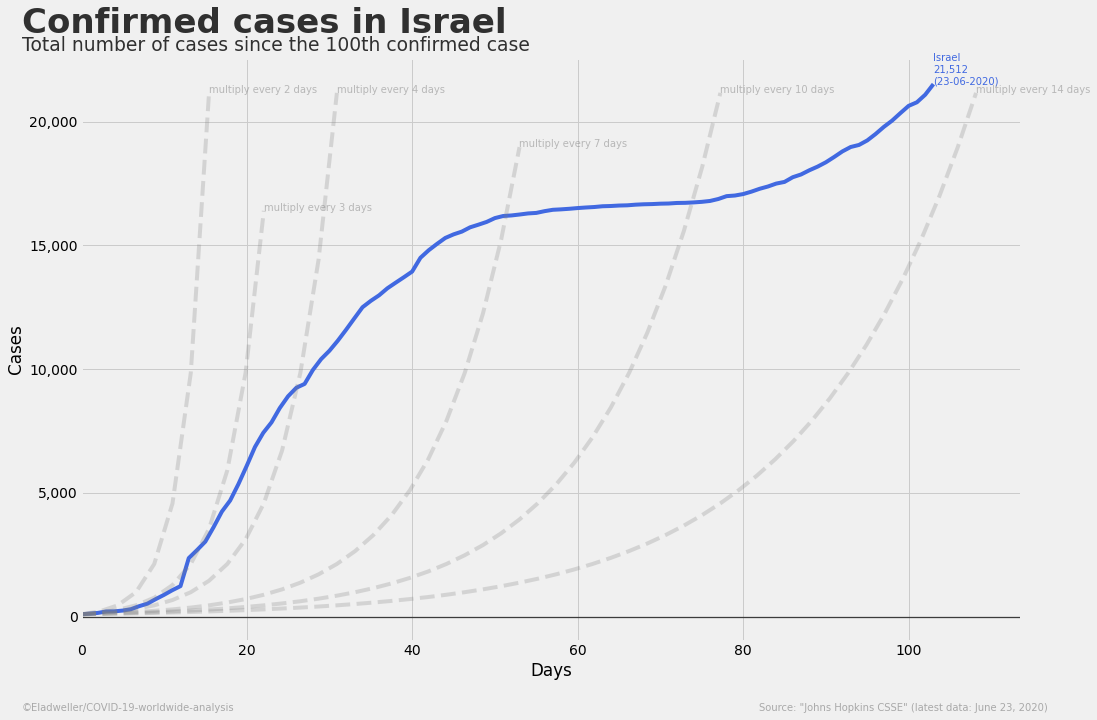 Confirmed cases in Israel
Total number of cases since the 100th confirmed case
Israel
21,512
(23-06-2020)
multiply every 2 days
multiply every 4 days
multiply every 10 days
multiply every 14 days
multiply every 7 days
multiply every 3 days
20,000
15,000
10,000
5,000
0
Cases
0 20 40 60 80 100
Days
©Eladweller/COVID-19-worldwide-analysis
Source: "Johns Hopkins CSSE" (latest data: June 23, 2020)